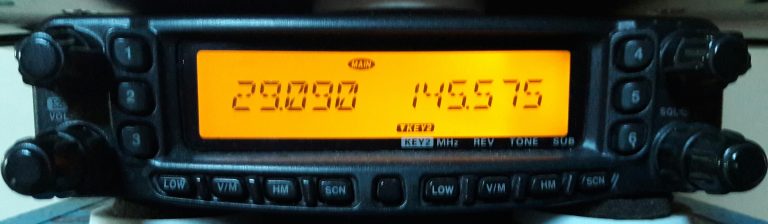 MAIN
1
4
29.090 145.575
2
5
VOL
SQL
▼KEY2
3
KEY2 MHz REV TONE SUB
6
LOW V/M HM SCN LOW V/M HM SCN